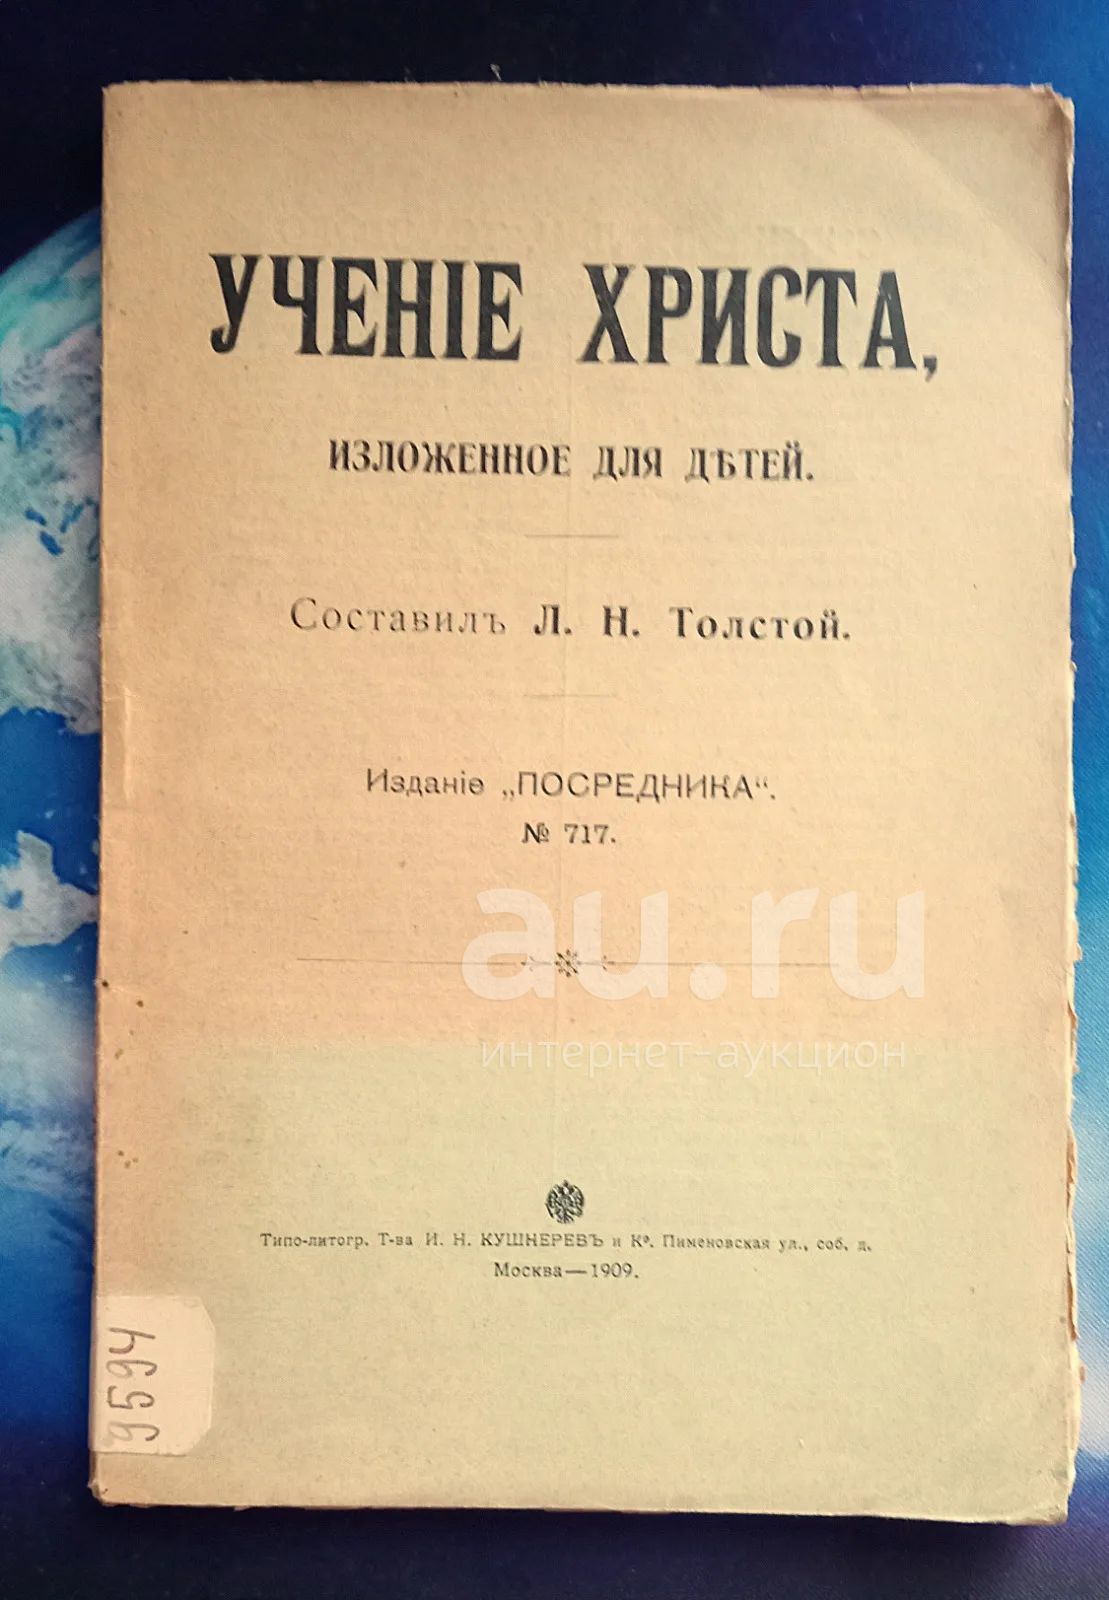 УЧЕНІЕ ХРИСТА,
ИЗЛОЖЕННОЕ ДЛЯ ДѢТЕЙ.
Составилъ Л. Н. Толстой.
Изданіе „ПОСРЕДНИКА“.
№ 717.
au.ru
интернет-аукцион
Типо-литогр. Т-ва И. Н. КУШНЕРЕВЪ и Кº. Пименовская ул., соб. д.
Москва—1909.
9594